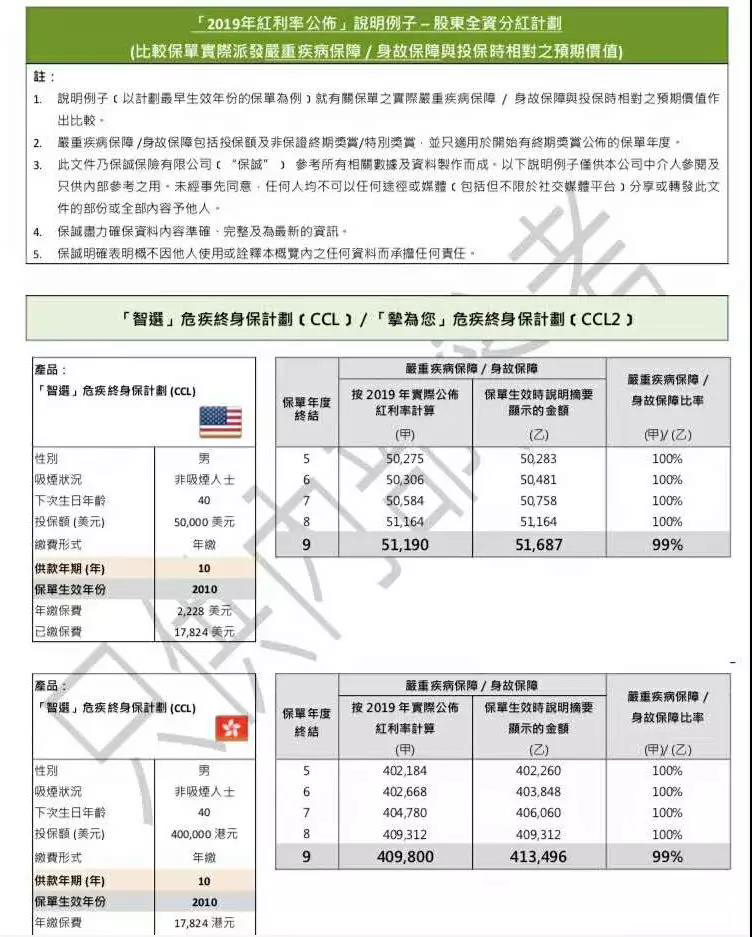 「2019年紅利率公佈」說明例子 – 股東全資分紅計劃
(比較保單實際派發嚴重疾病保障 / 身故保障與投保時相對之預期價值)
註：
1. 說明例子﹝以計劃最早生效年份的保單為例﹞就有關保單之實際嚴重疾病保障 / 身故保障與投保時相對之預期價值作
出比較。
2. 嚴重疾病保障 /身故保障包括投保額及非保證終期獎賞/特別獎賞，並只適用於開始有終期獎賞公佈的保單年度。
3. 此文件乃保誠保險有限公司﹝“保誠”﹞ 參考所有相關數據及資料製作而成。以下說明例子僅供本公司中介人參閱及
只供內部參考之用。未經事先同意，任何人均不可以任何途徑或媒體﹝包括但不限於社交媒體平台﹞分享或轉發此文
件的部份或全部內容予他人。
4. 保誠盡力確保資料內容準確、完整及為最新的資訊。
5. 保誠明確表明概不因他人使用或詮釋本概覽內之任何資料而承擔任何責任。
只供內部參考
「智選」危疾終身保計劃﹝CCL﹞/「摯為您」危疾終身保計劃﹝CCL2﹞
產品：
「智選」危疾終身保計劃 (CCL)
性別 男
吸煙狀況 非吸煙人士
下次生日年齡 40
投保額 (美元) 50,000 美元
繳費形式 年繳
供款年期 (年) 10
保單生效年份 2010
年繳保費 2,228 美元
已繳保費 17,824 美元
嚴重疾病保障 / 身故保障
保單年度
終結
按 2019 年實際公佈
紅利率計算
(甲)
保單生效時說明摘要
顯示的金額
(乙)
嚴重疾病保障 /
身故保障比率
(甲)/ (乙)
5 50,275 50,283 100%
6 50,306 50,481 100%
7 50,584 50,758 100%
8 51,164 51,164 100%
9 51,190 51,687 99%
產品：
「智選」危疾終身保計劃 (CCL)
性別 男
吸煙狀況 非吸煙人士
下次生日年齡 40
投保額 (美元) 400,000 港元
繳費形式 年繳
供款年期 (年) 10
保單生效年份 2010
年繳保費 17,824 港元
嚴重疾病保障 / 身故保障
保單年度
終結
按 2019 年實際公佈
紅利率計算
(甲)
保單生效時說明摘要
顯示的金額
(乙)
嚴重疾病保障 /
身故保障比率
(甲)/ (乙)
5 402,184 402,260 100%
6 402,668 403,848 100%
7 404,780 406,060 100%
8 409,312 409,312 100%
9 409,800 413,496 99%